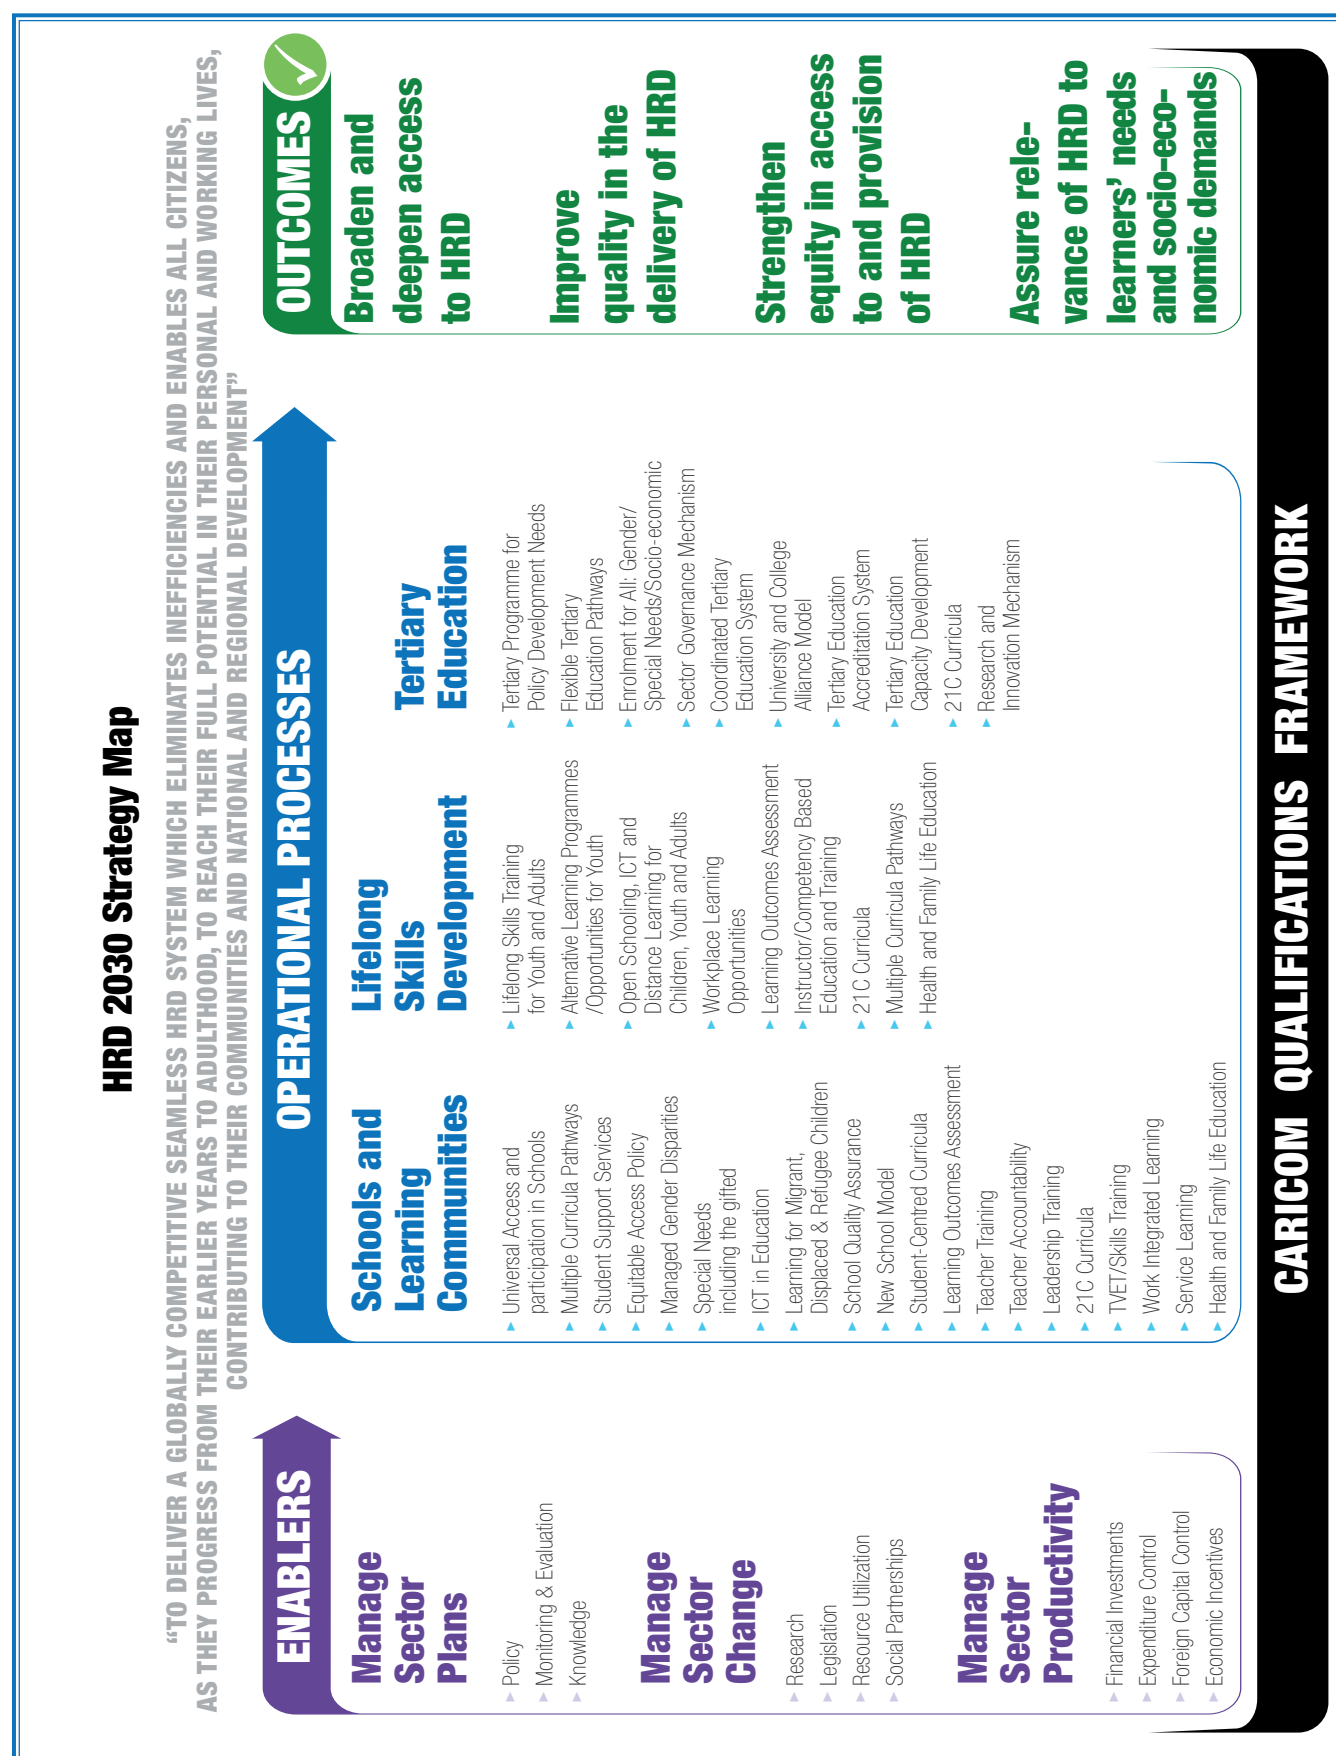 HRD 2030 Strategy Map
“TO DELIVER A GLOBALLY COMPETITIVE SEAMLESS HRD SYSTEM WHICH ELIMINATES INEFFICIENCIES AND ENABLES ALL CITIZENS,
AS THEY PROGRESS FROM THEIR EARLIER YEARS TO ADULTHOOD, TO REACH THEIR FULL POTENTIAL IN THEIR PERSONAL AND WORKING LIVES,
CONTRIBUTING TO THEIR COMMUNITIES AND NATIONAL AND REGIONAL DEVELOPMENT”
ENABLERS
Manage
Sector
Plans
► Policy
► Monitoring & Evaluation
► Knowledge
Manage
Sector
Change
► Research
► Legislation
► Resource Utilization
► Social Partnerships
Manage
Sector
Productivity
► Financial Investments
► Expenditure Control
► Foreign Capital Control
► Economic Incentives
OPERATIONAL PROCESSES
Schools and
Learning
Communities
► Universal Access and
participation in Schools
► Multiple Curricula Pathways
► Student Support Services
► Equitable Access Policy
► Managed Gender Disparities
► Special Needs
including the gifted
► ICT in Education
► Learning for Migrant,
Displaced & Refugee Children
► School Quality Assurance
► New School Model
► Student-Centred Curricula
► Learning Outcomes Assessment
► Teacher Training
► Teacher Accountability
► Leadership Training
► 21C Curricula
► TVET/Skills Training
► Work Integrated Learning
► Service Learning
► Health and Family Life Education
Lifelong
Skills
Development
► Lifelong Skills Training
for Youth and Adults
► Alternative Learning Programmes
/Opportunities for Youth
► Open Schooling, ICT and
Distance Learning for
Children, Youth and Adults
► Workplace Learning
Opportunities
► Learning Outcomes Assessment
► Instructor/Competency Based
Education and Training
► 21C Curricula
► Multiple Curricula Pathways
► Health and Family Life Education
Tertiary
Education
► Tertiary Programme for
Policy Development Needs
► Flexible Tertiary
Education Pathways
► Enrolment for All: Gender/
Special Needs/Socio-economic
► Sector Governance Mechanism
► Coordinated Tertiary
Education System
► University and College
Alliance Model
► Tertiary Education
Accreditation System
► Tertiary Education
Capacity Development
► 21C Curricula
► Research and
Innovation Mechanism
OUTCOMES
Broaden and
deepen access
to HRD
Improve
quality in the
delivery of HRD
Strengthen
equity in access
to and provision
of HRD
Assure rele-
vance of HRD to
learners’ needs
and socio-eco-
nomic demands
CARICOM QUALIFICATIONS FRAMEWORK